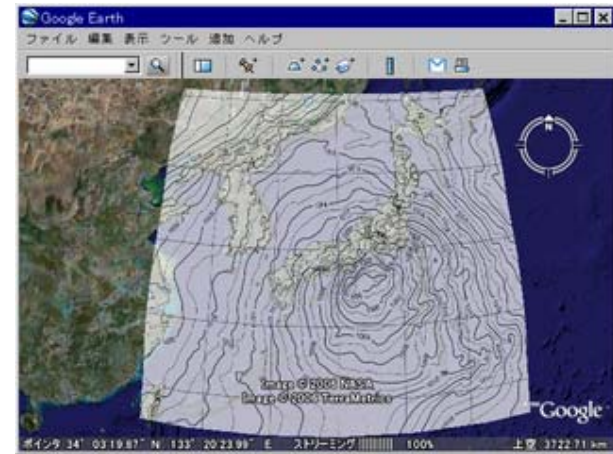 Google Earth
ファイル 編集 表示 ツール 追加 ヘルプ
N
Image © 2006 NASA
Image © 2006 TerraMetrics
™Google
ポインタ 34° 03'19.87" N 133° 20'23.99" E ストリーミング |||||||||| 100% 上空 3722.71 km